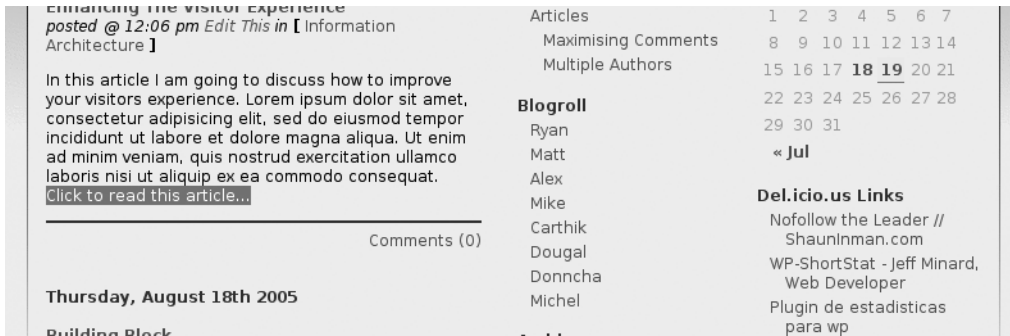 Enhancing The Visitor Experience
posted @ 12:06 pm Edit This in [ Information
Architecture ]
In this article I am going to discuss how to improve
your visitors experience. Lorem ipsum dolor sit amet,
consectetur adipisicing elit, sed do eiusmod tempor
incididunt ut labore et dolore magna aliqua. Ut enim
ad minim veniam, quis nostrud exercitation ullamco
laboris nisi ut aliquip ex ea commodo consequat.
Click to read this article...
Comments (0)
Thursday, August 18th 2005
Building Block
Articles
Maximising Comments
Multiple Authors
Blogroll
Ryan
Matt
Alex
Mike
Carthik
Dougal
Donncha
Michel
1 2 3 4 5 6 7
8 9 10 11 12 13 14
15 16 17 18 19 20 21
22 23 24 25 26 27 28
29 30 31
« Jul
Del.icio.us Links
Nofollow the Leader //
ShaunInman.com
WP-ShortStat - Jeff Minard,
Web Developer
Plugin de estadisticas
para wp